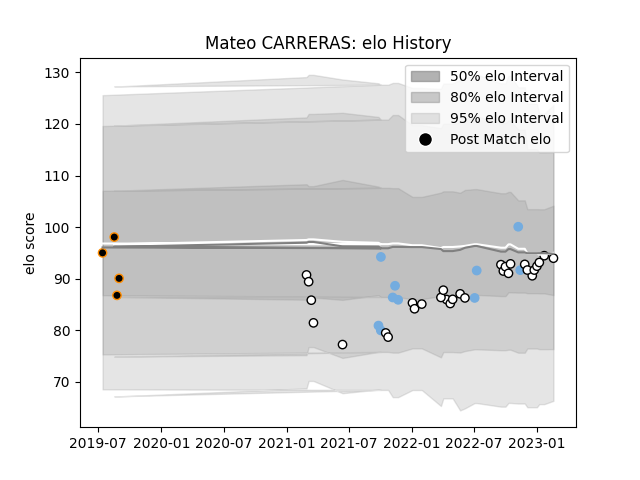 Mateo CARRERAS: elo History
130
120
110
100
90
80
70
elo score
50% elo Interval
80% elo Interval
95% elo Interval
Post Match elo
2019-07 2020-01 2020-07 2021-01 2021-07 2022-01 2022-07 2023-01